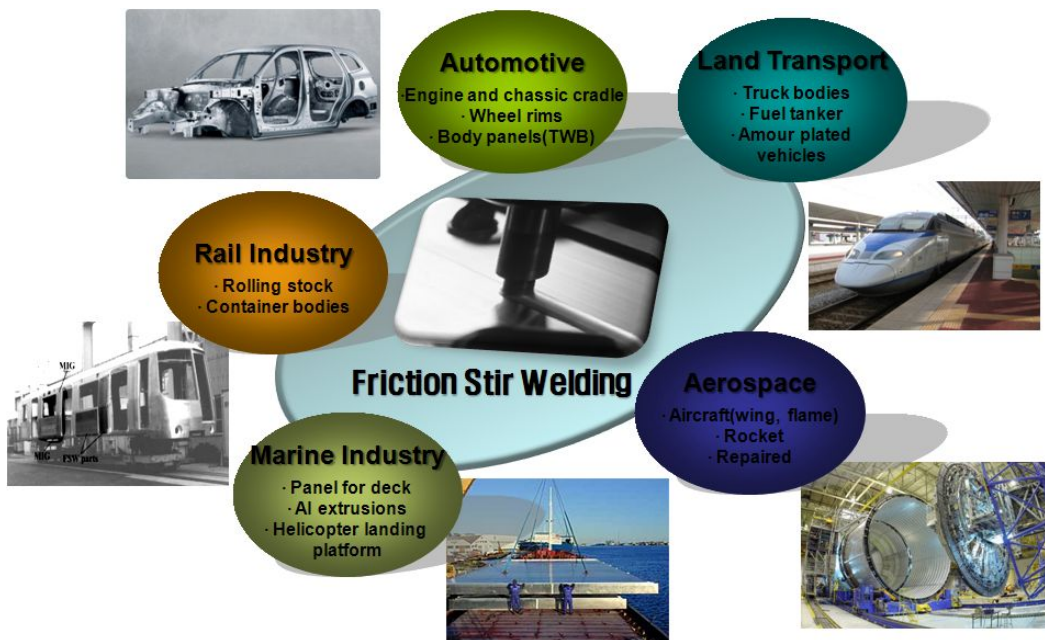 Automotive
·Engine and chassic cradle
· Wheel rims
· Body panels(TWB)
Land Transport
· Truck bodies
· Fuel tanker
· Amour plated
vehicles
Rail Industry
· Rolling stock
· Container bodies
MIG
MIG
FSW parts
Friction Stir Welding
Aerospace
· Aircraft(wing, flame)
· Rocket
· Repaired
Marine Industry
· Panel for deck
· Al extrusions
· Helicopter landing
platform